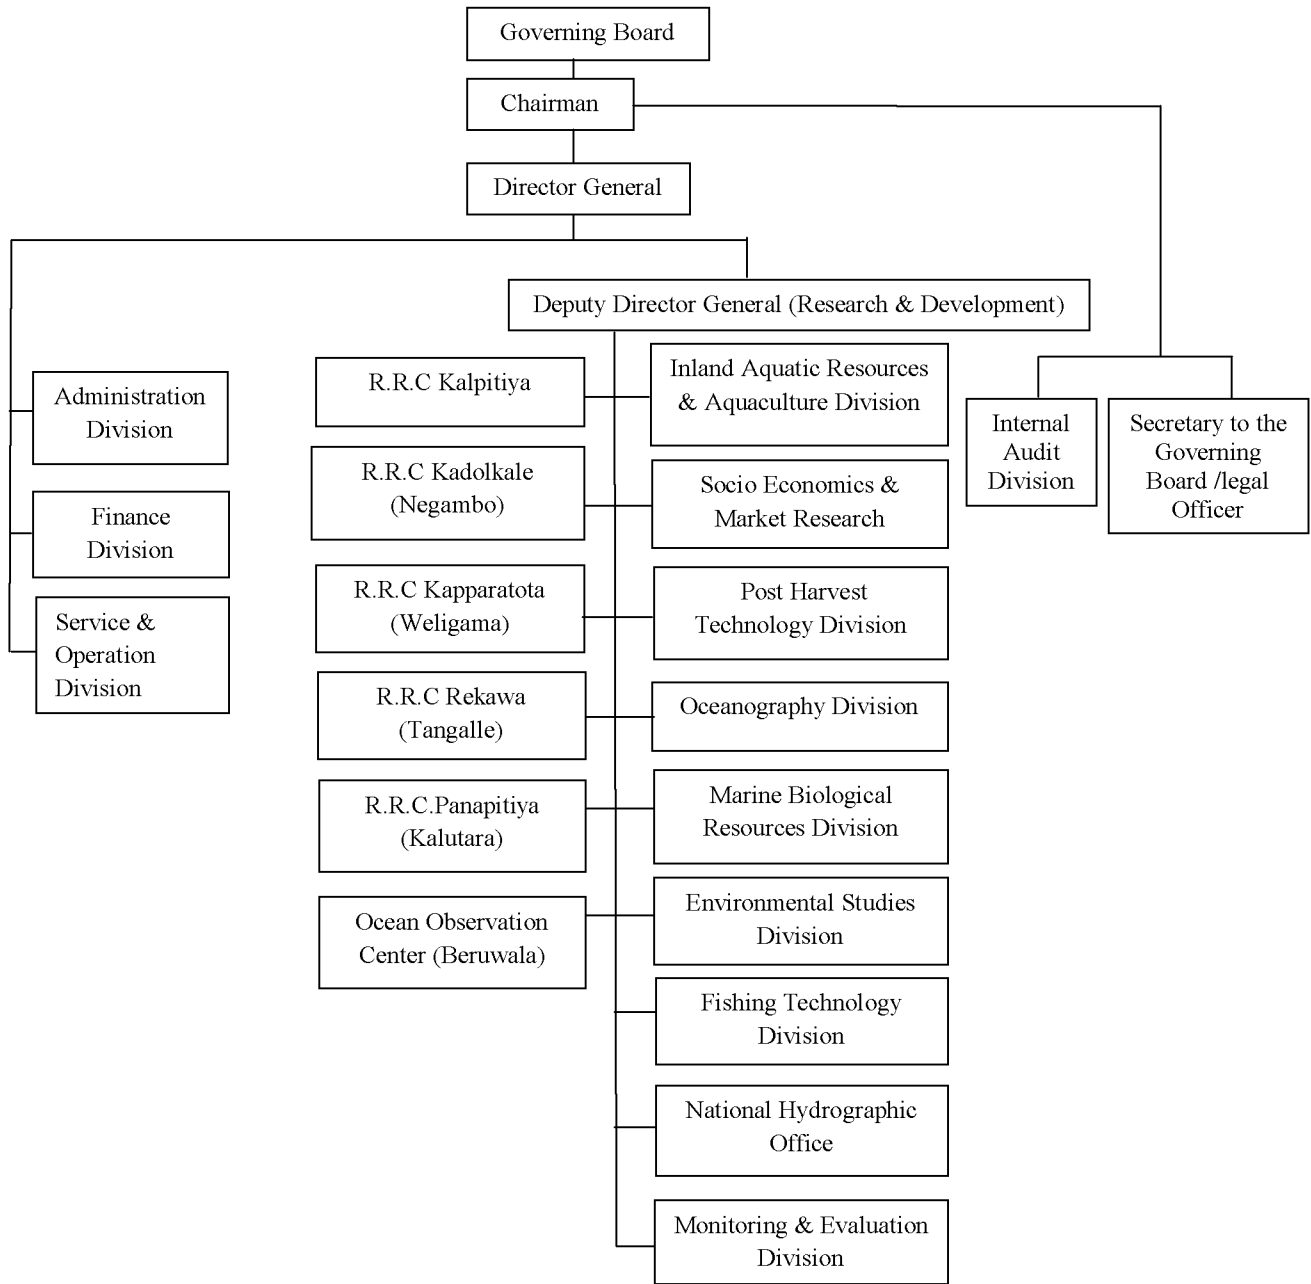 Governing Board
Chairman
Director General
Deputy Director General (Research & Development)
Administration
Division
Finance
Division
Service &
Operation
Division
R.R.C Kalpitiya
R.R.C Kadolkale
(Negambo)
R.R.C Kapparatota
(Weligama)
R.R.C Rekawa
(Tangalle)
R.R.C.Panapitiya
(Kalutara)
Ocean Observation
Center (Beruwala)
Inland Aquatic Resources
& Aquaculture Division
Socio Economics &
Market Research
Post Harvest
Technology Division
Oceanography Division
Marine Biological
Resources Division
Environmental Studies
Division
Fishing Technology
Division
National Hydrographic
Office
Monitoring & Evaluation
Division
Internal
Audit
Division
Secretary to the
Governing
Board /legal
Officer